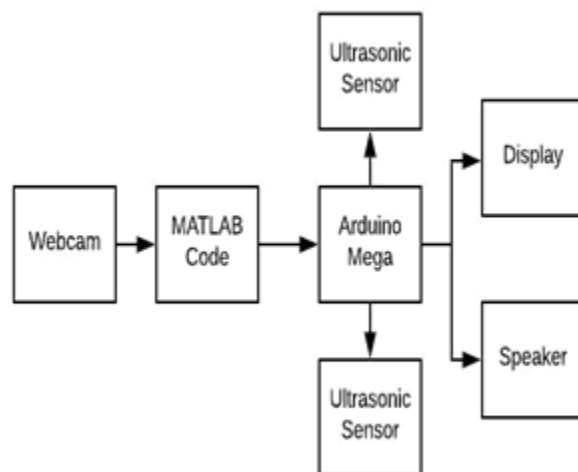 Ultrasonic
Sensor
Display
Webcam
MATLAB
Code
Arduino
Mega
Speaker
Ultrasonic
Sensor